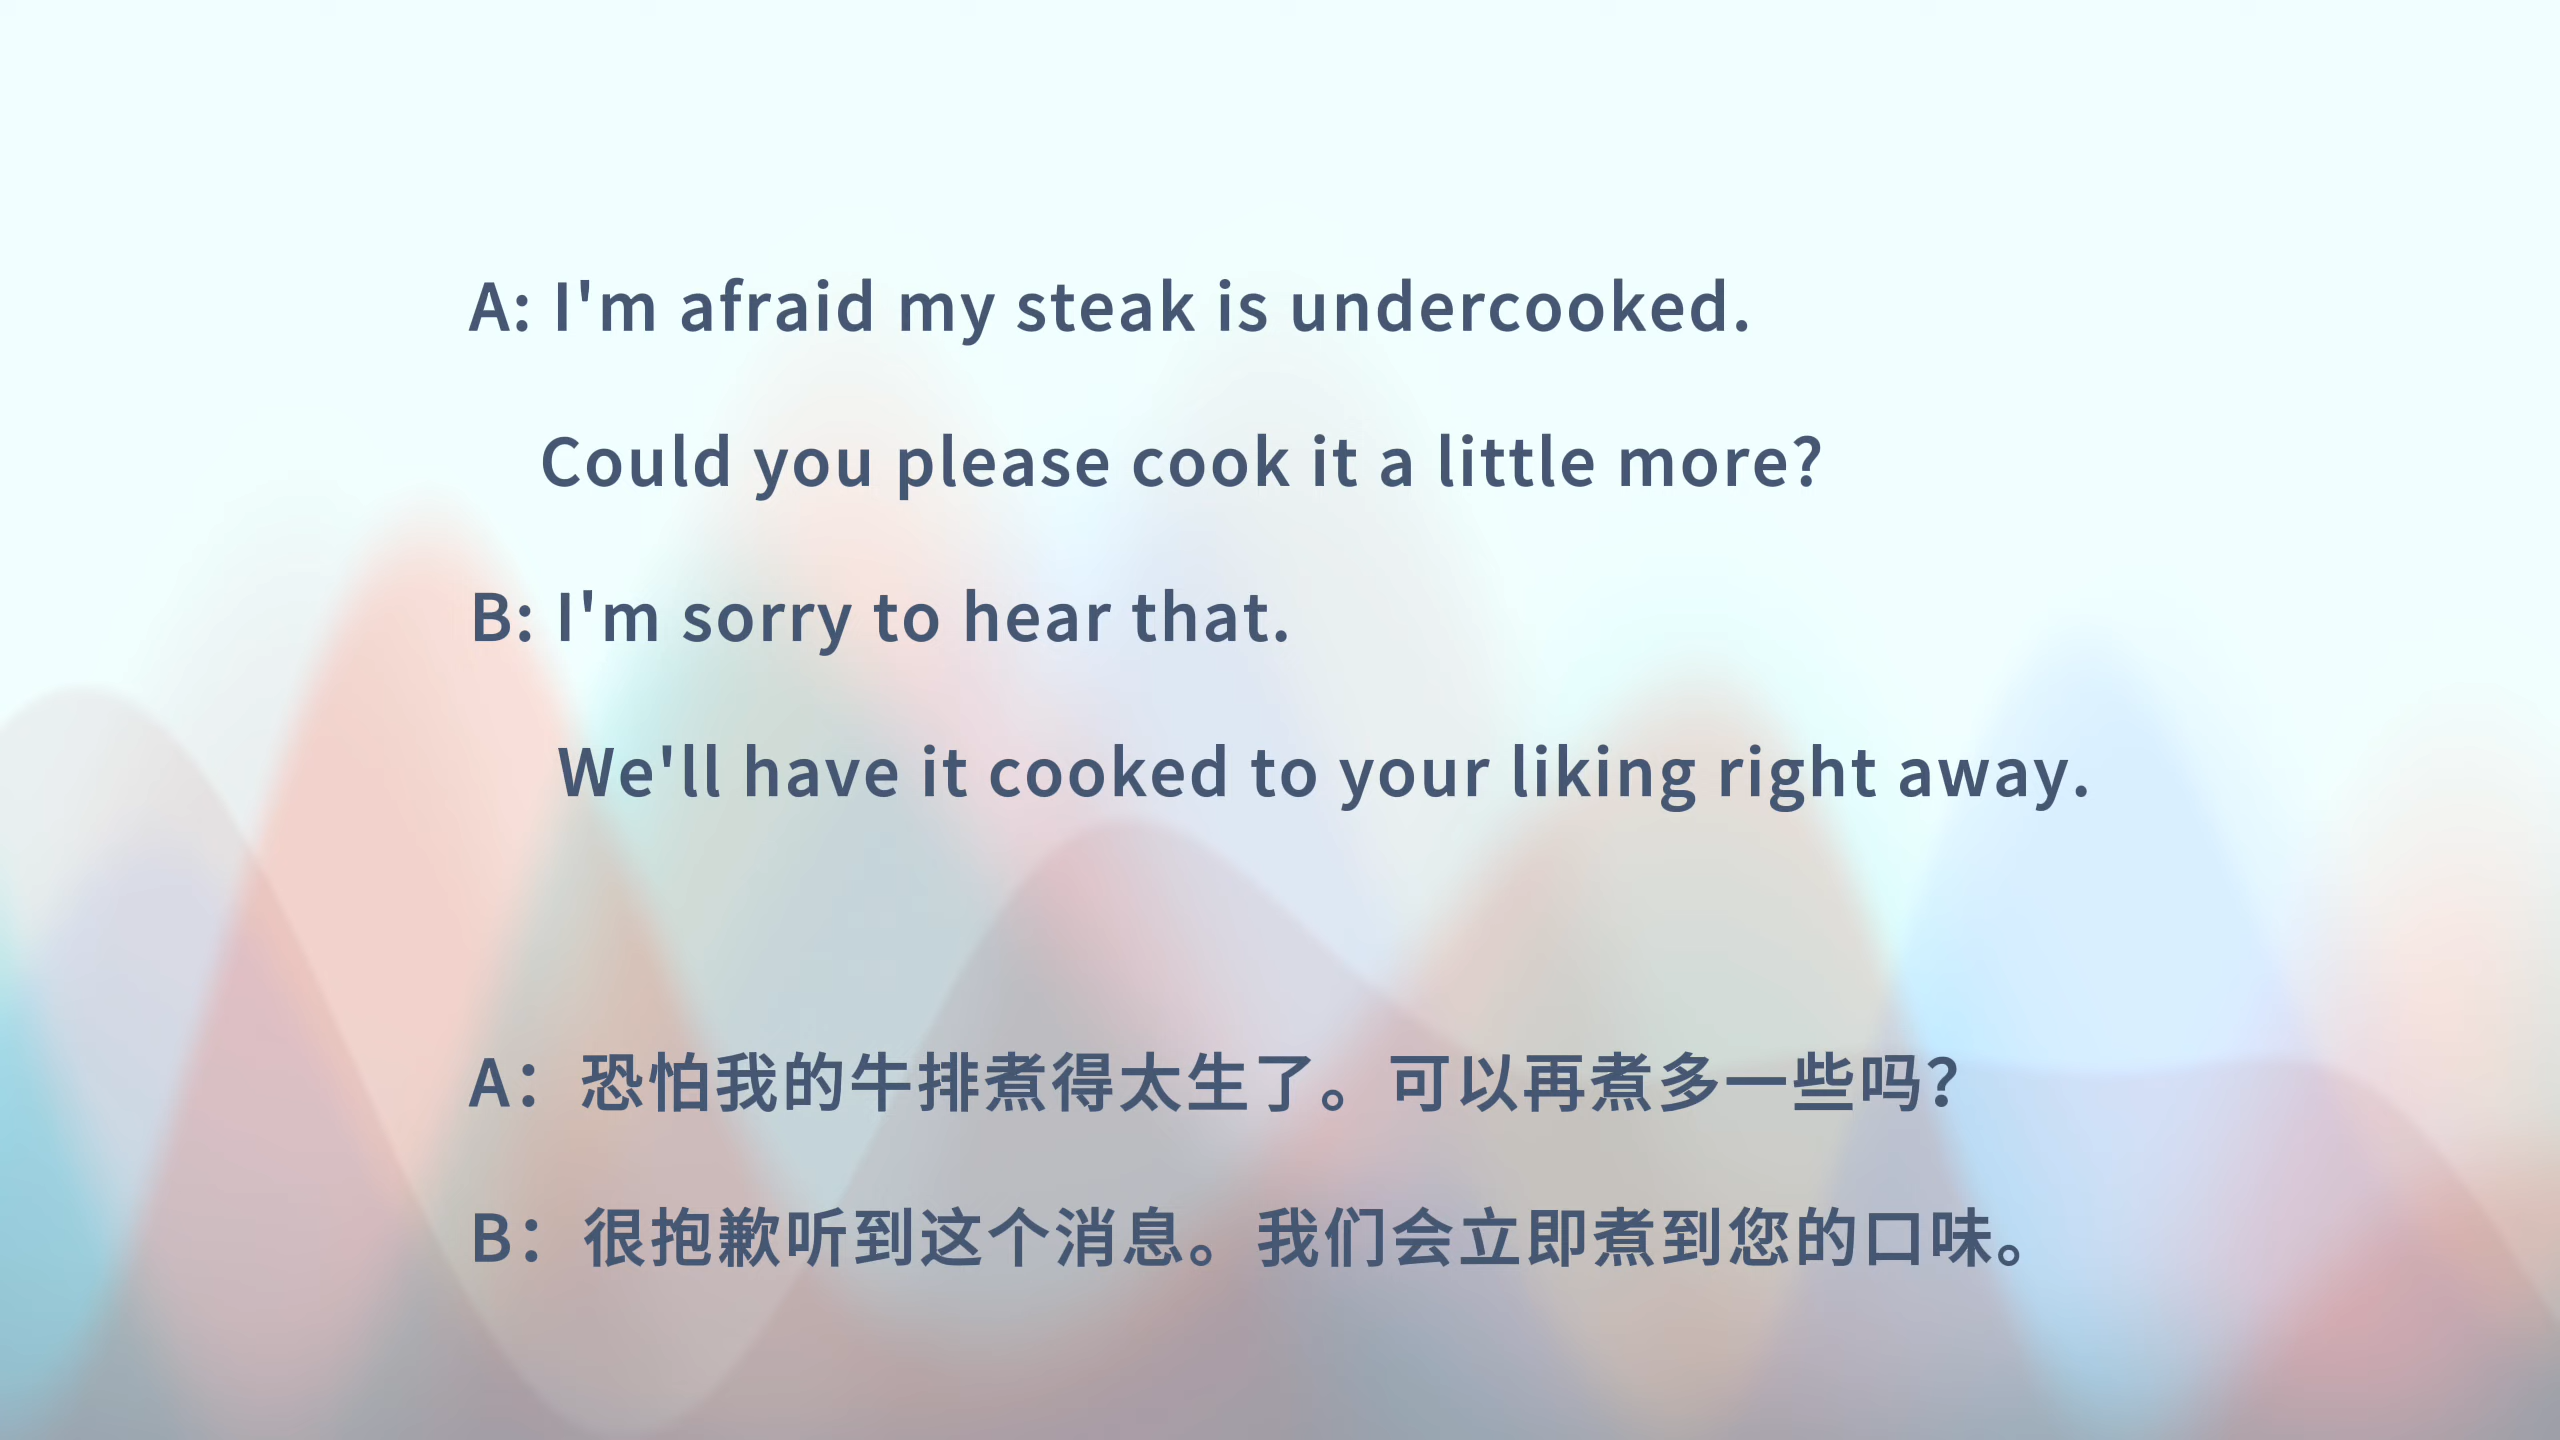 A: I'm afraid my steak is undercooked.
Could you please cook it a little more?
B: I'm sorry to hear that.
We'll have it cooked to your liking right away.
A：恐怕我的牛排煮得太生了。可以再煮多一些吗？
B：很抱歉听到这个消息。我们会立即煮到您的口味。